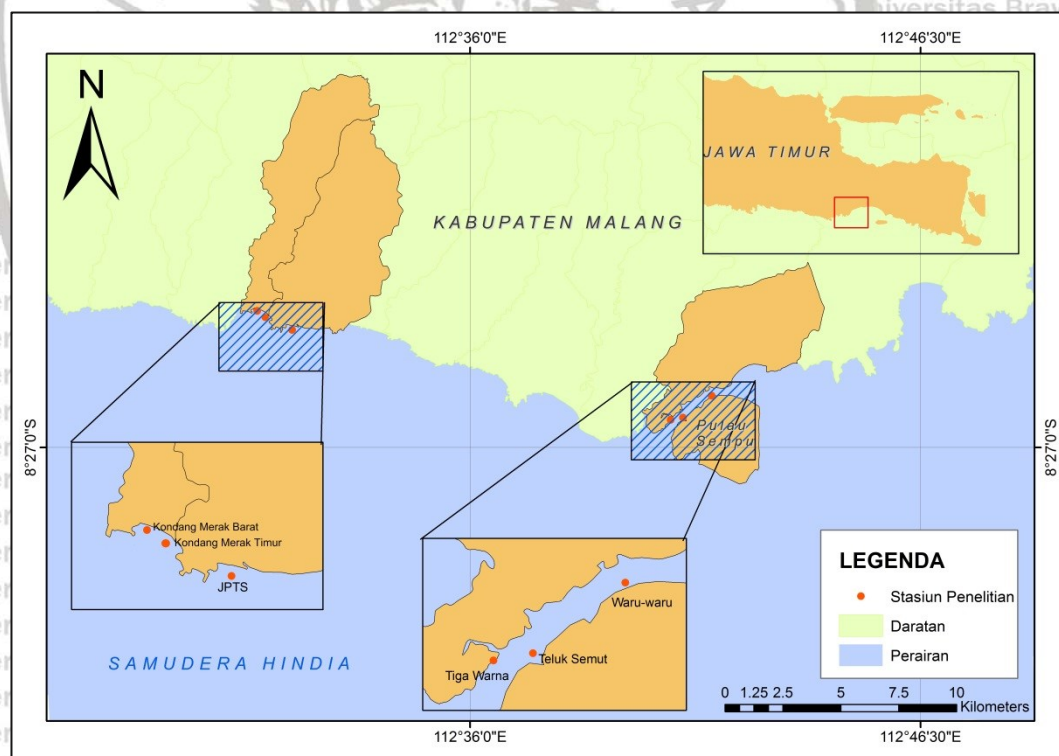 Universitas Braw
112°36'0"E
112°46'30"E
N
JAWA TIMUR
KABUPATEN MALANG
Pulau
Sempu
8°27'0"S
8°27'0"S
Kondang Merak Barat
Kondang Merak Timur
JPTS
Waru-waru
Teluk Semut
Tiga Warna
SAMUDERA HINDIA
LEGENDA
Stasiun Penelitian
Daratan
Perairan
0 1.25 2.5 5 7.5 10
Kilometers
112°36'0"E
112°46'30"E